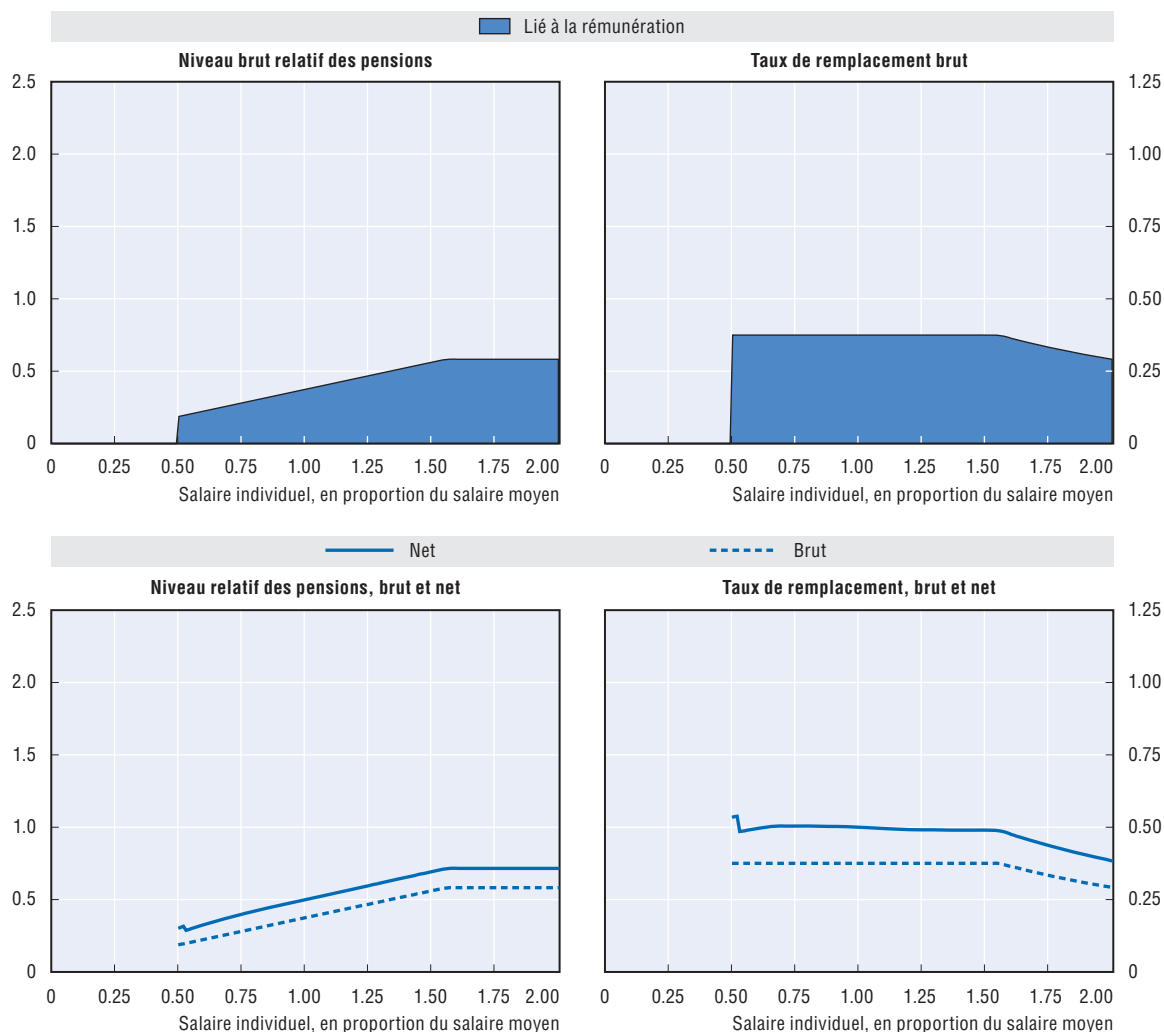 Lié à la rémunération
Niveau brut relatif des pensions
Taux de remplacement brut
2.5
2.0
1.5
1.0
0.5
0
1.25
1.00
0.75
0.50
0.25
0
0 0.25 0.50 0.75 1.00 1.25 1.50 1.75 2.00
0 0.25 0.50 0.75 1.00 1.25 1.50 1.75 2.00
Salaire individuel, en proportion du salaire moyen
Salaire individuel, en proportion du salaire moyen
Net Brut
Niveau relatif des pensions, brut et net
Taux de remplacement, brut et net
2.5
2.0
1.5
1.0
0.5
0
1.25
1.00
0.75
0.50
0.25
0
0 0.25 0.50 0.75 1.00 1.25 1.50 1.75 2.00
0 0.25 0.50 0.75 1.00 1.25 1.50 1.75 2.00
Salaire individuel, en proportion du salaire moyen
Salaire individuel, en proportion du salaire moyen